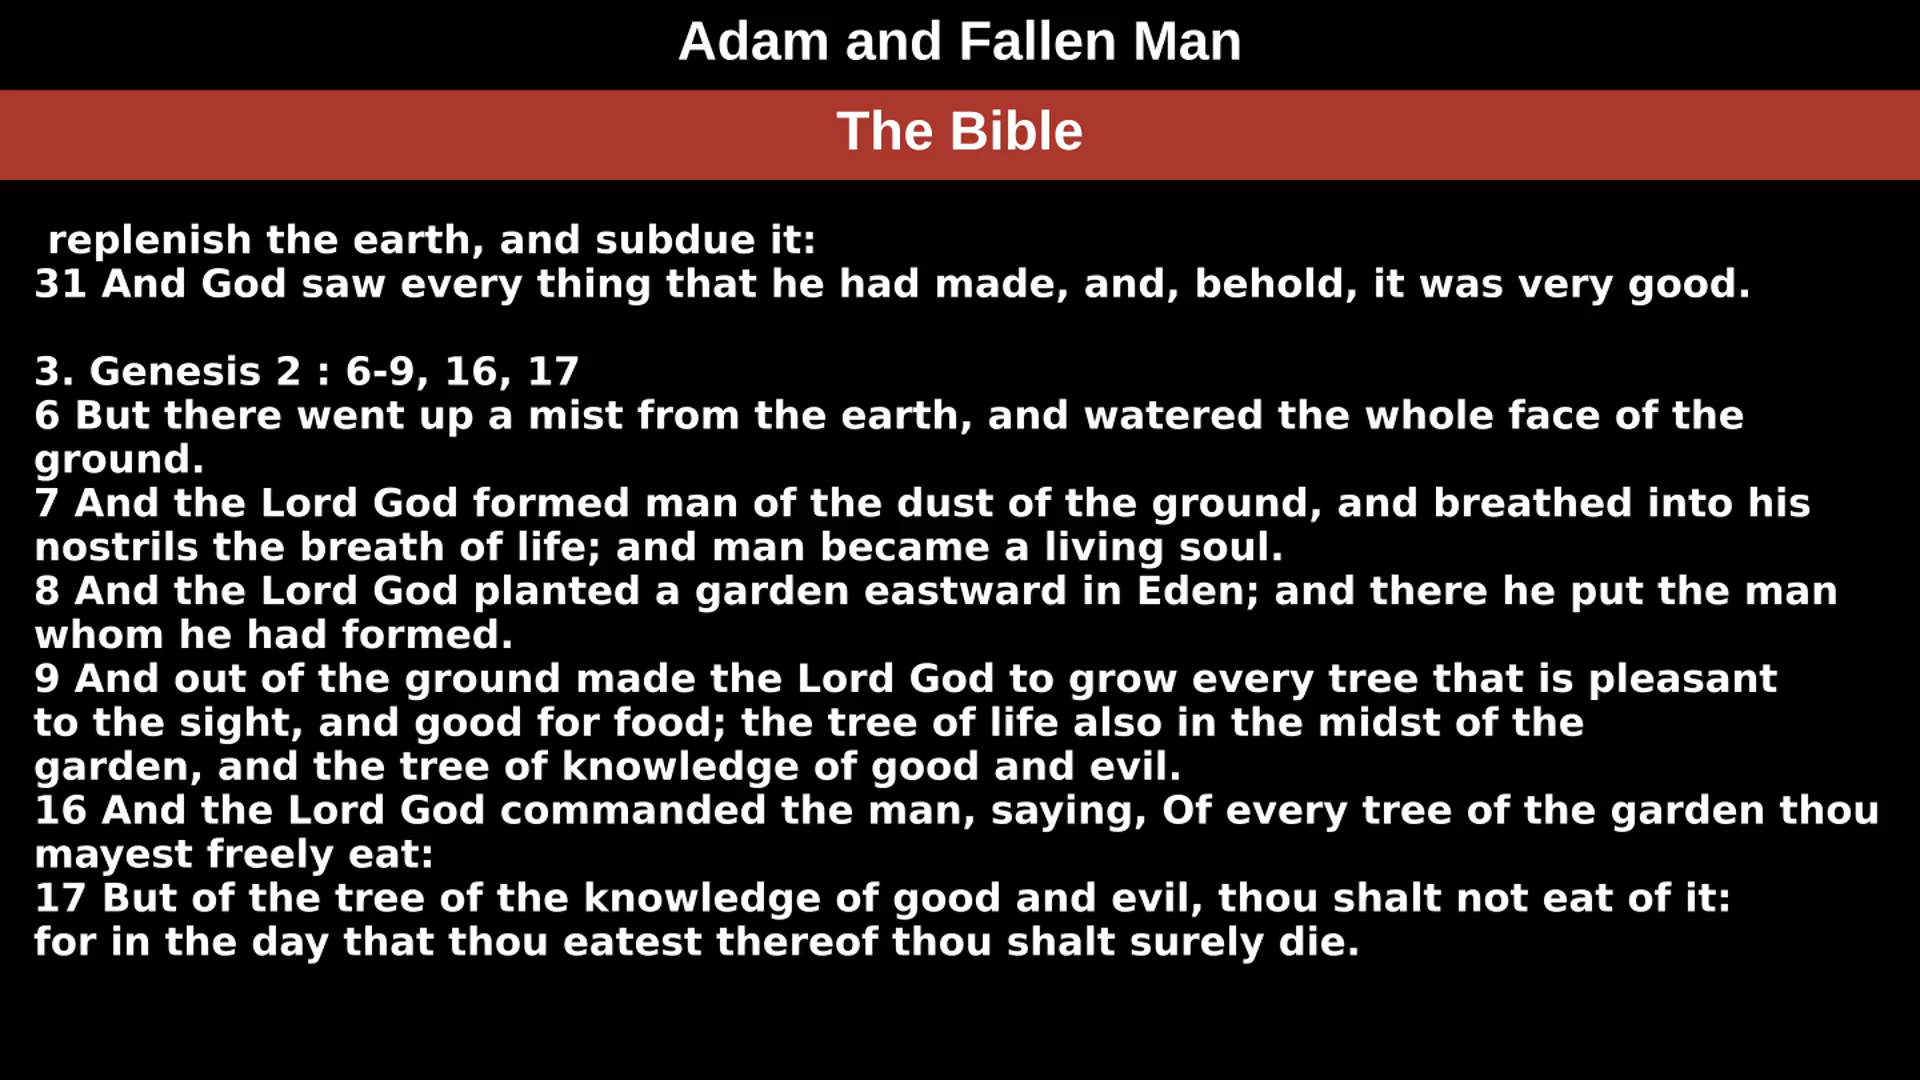 Adam and Fallen Man
The Bible
replenish the earth, and subdue it:
31 And God saw every thing that he had made, and, behold, it was very good.
3. Genesis 2 : 6-9, 16, 17
6 But there went up a mist from the earth, and watered the whole face of the
ground.
7 And the Lord God formed man of the dust of the ground, and breathed into his
nostrils the breath of life; and man became a living soul.
8 And the Lord God planted a garden eastward in Eden; and there he put the man
whom he had formed.
9 And out of the ground made the Lord God to grow every tree that is pleasant
to the sight, and good for food; the tree of life also in the midst of the
garden, and the tree of knowledge of good and evil.
16 And the Lord God commanded the man, saying, Of every tree of the garden thou
mayest freely eat:
17 But of the tree of the knowledge of good and evil, thou shalt not eat of it:
for in the day that thou eatest thereof thou shalt surely die.